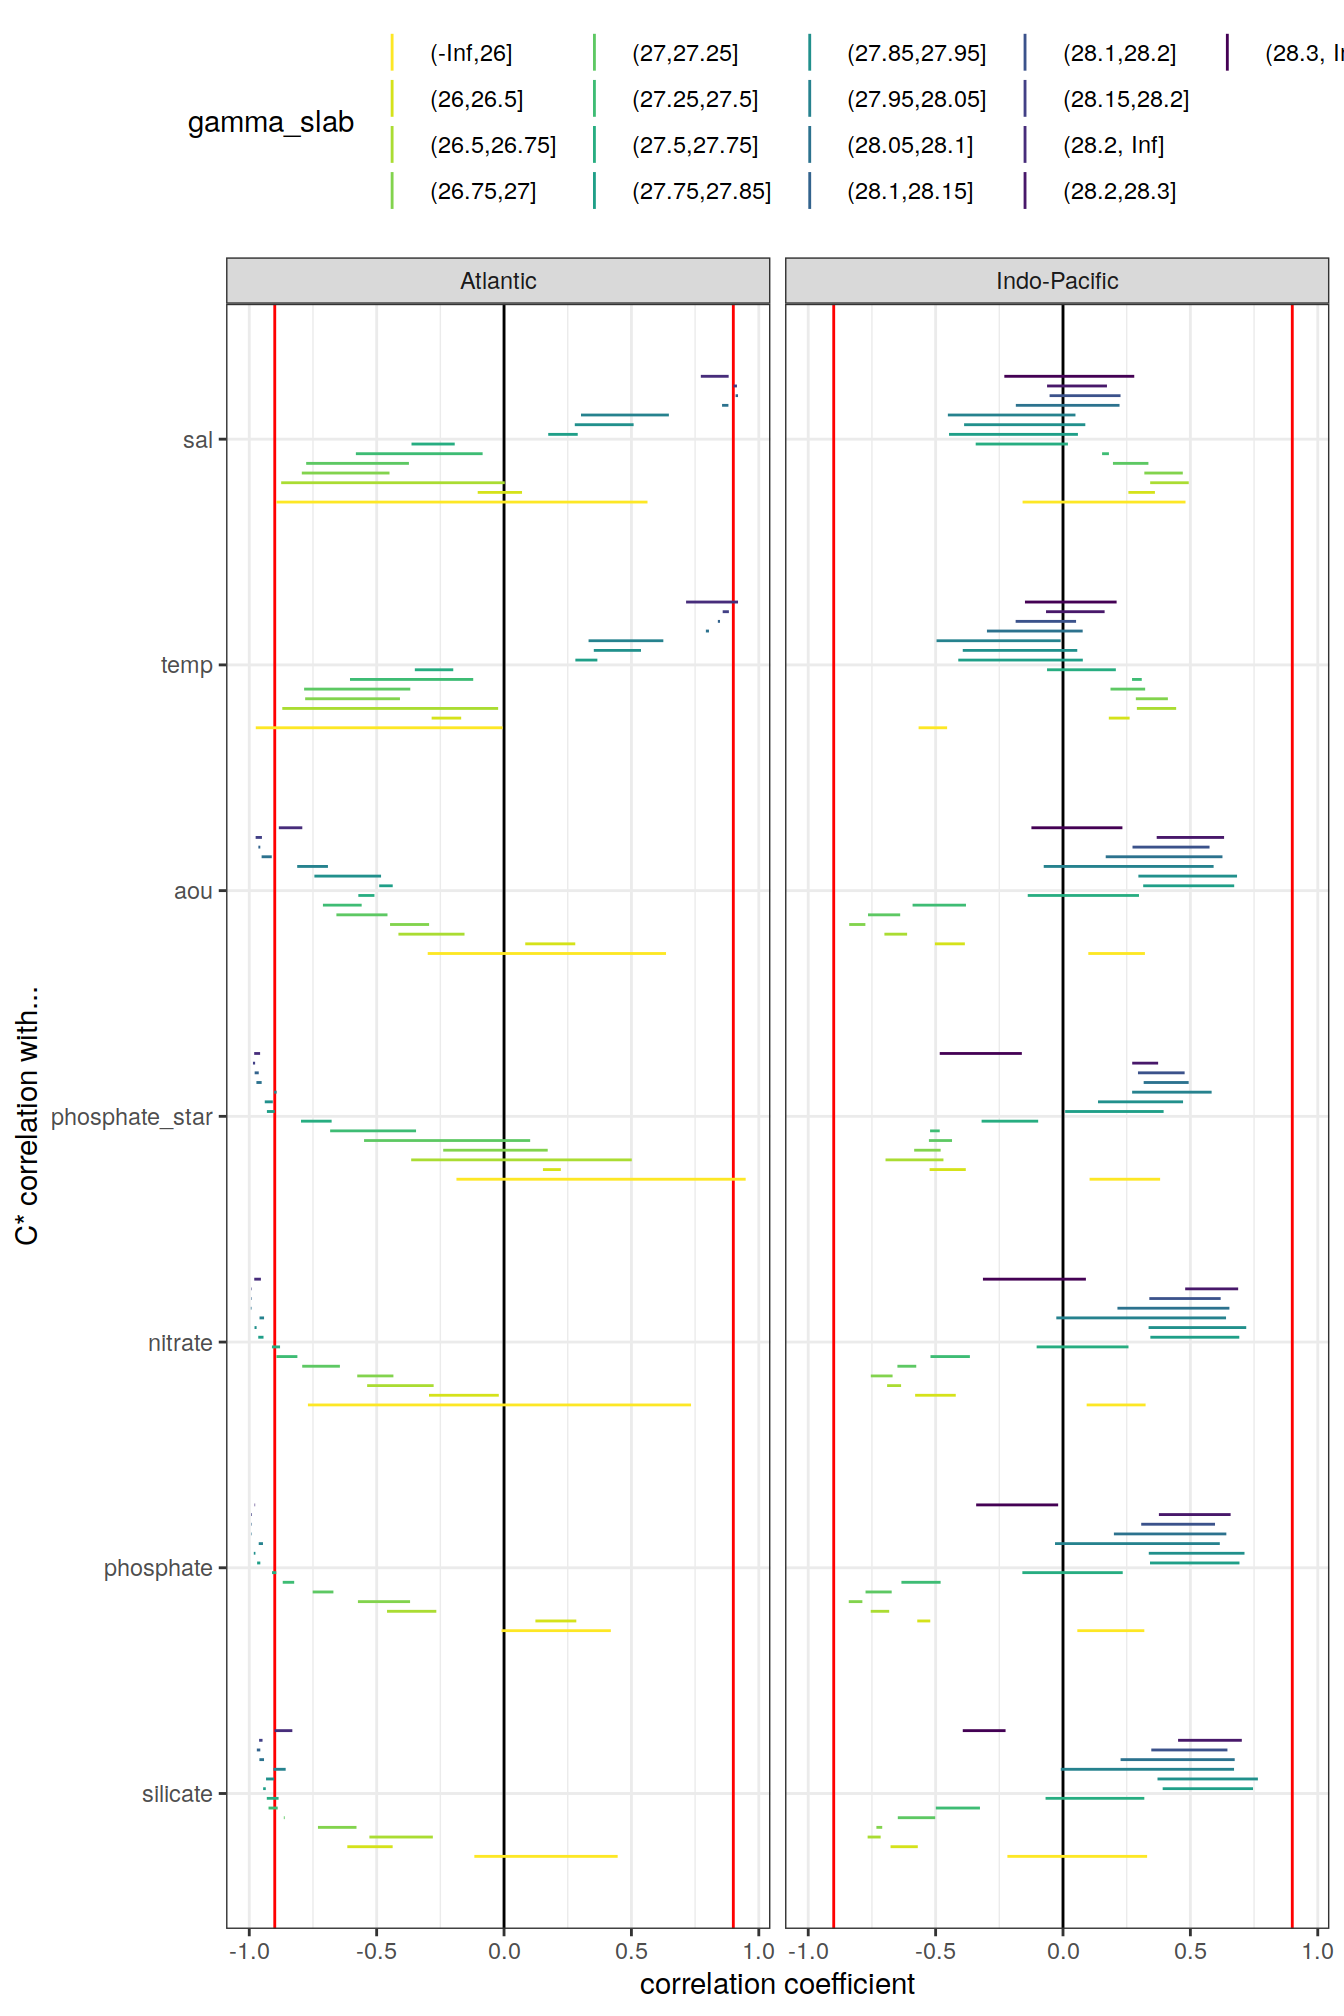 gamma_slab
(-Inf,26]
(26,26.5]
(26.5,26.75]
(26.75,27]
(27,27.25]
(27.25,27.5]
(27.5,27.75]
(27.75,27.85]
(27.85,27.95]
(27.95,28.05]
(28.05,28.1]
(28.1,28.15]
(28.1,28.2]
(28.15,28.2]
(28.2, Inf]
(28.2,28.3]
(28.3,
Atlantic
Indo-Pacific
C* correlation with...
sal
temp
aou
phosphate_star
nitrate
phosphate
silicate
-1.0 -0.5 0.0 0.5 1.0
-1.0 -0.5 0.0 0.5 1.0
correlation coefficient